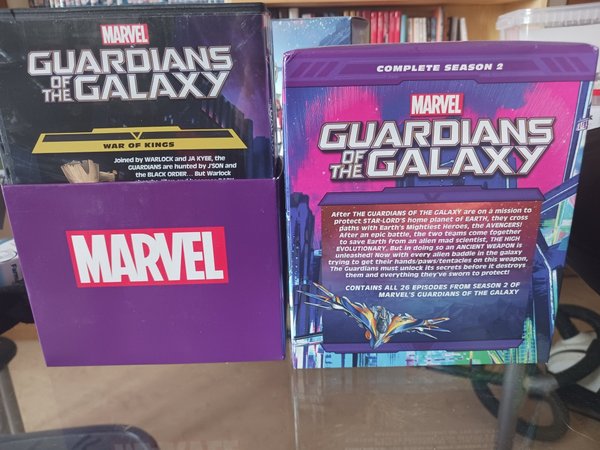 MARVEL
GUARDIANS
OF THE GALAXY
WAR OF KINGS
Joined by WARLOCK and JA KYEE, the
GUARDIANS are hunted by J'SON and
the BLACK ORDER... But Warlock
MARVEL
COMPLETE SEASON 2
MARVEL
GUARDIANS
OF THE GALAXY
After THE GUARDIANS OF THE GALAXY are on a mission to
protect STAR-LORD'S home planet of EARTH, they cross
paths with Earth's Mightiest Heroes, the AVENGERS!
After an epic battle, the two teams come together
to save Earth from an alien mad scientist, THE HIGH
EVOLUTIONARY. But in doing so an ANCIENT WEAPON is
unleashed! Now with every alien baddie in the galaxy
trying to get their hands/paws/tentacles on this weapon,
The Guardians must unlock its secrets before it destroys
them and everything they've sworn to protect!
CONTAINS ALL 26 EPISODES FROM SEASON 2 OF
MARVEL'S GUARDIANS OF THE GALAXY